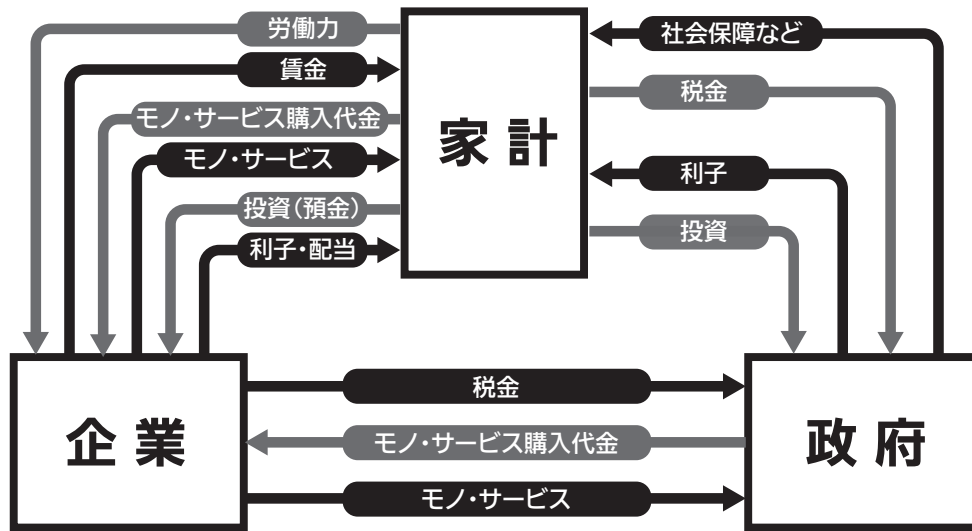 労働力
賃金
モノ・サービス購入代金
モノ・サービス
投資(預金)
利子・配当
家計
社会保障など
税金
利子
投資
企業
税金
モノ・サービス購入代金
モノ・サービス
政府